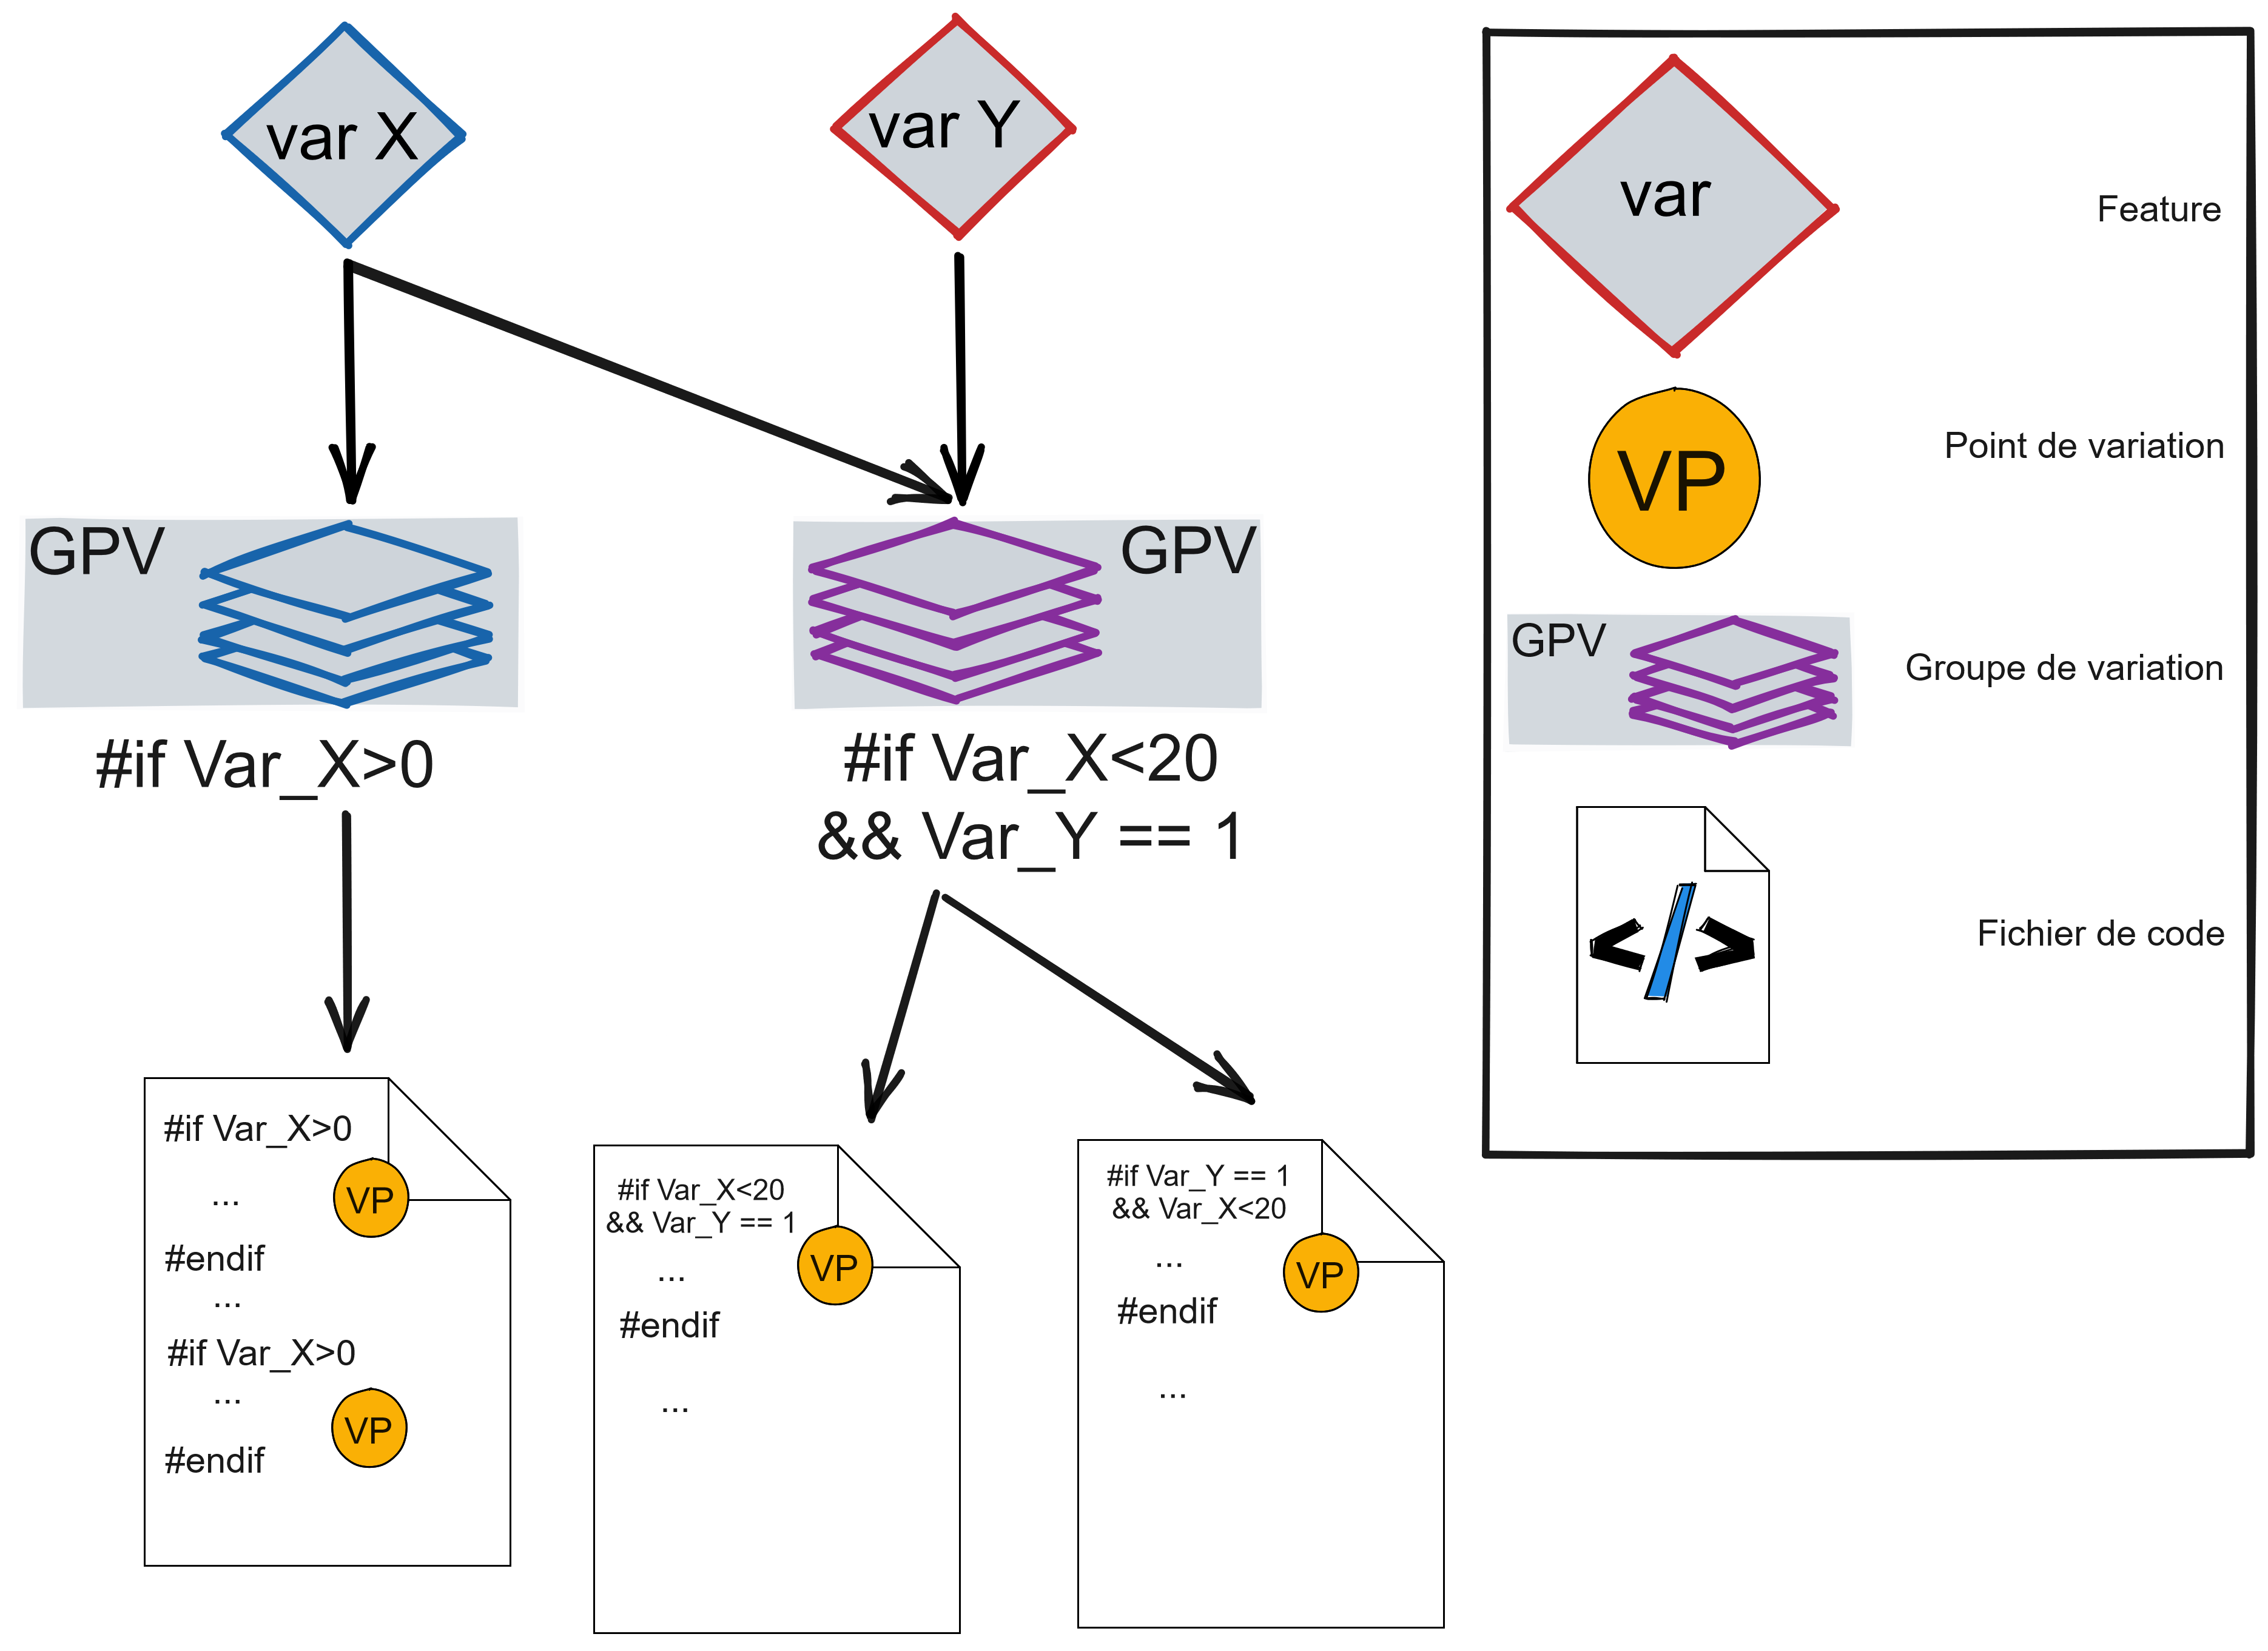 var X
var Y
GPV
#if Var_X>0
GPV
#if Var_X<20
&& Var_Y == 1
#if Var_X>0
...
VP
#endif
...
#if Var_X>0
...
VP
#endif
#if Var_X<20
&& Var_Y == 1
...
VP
#endif
...
#if Var_Y == 1
&& Var_X<20
...
VP
#endif
...
var
Feature
VP
Point de variation
GPV
Groupe de variation
</>
Fichier de code